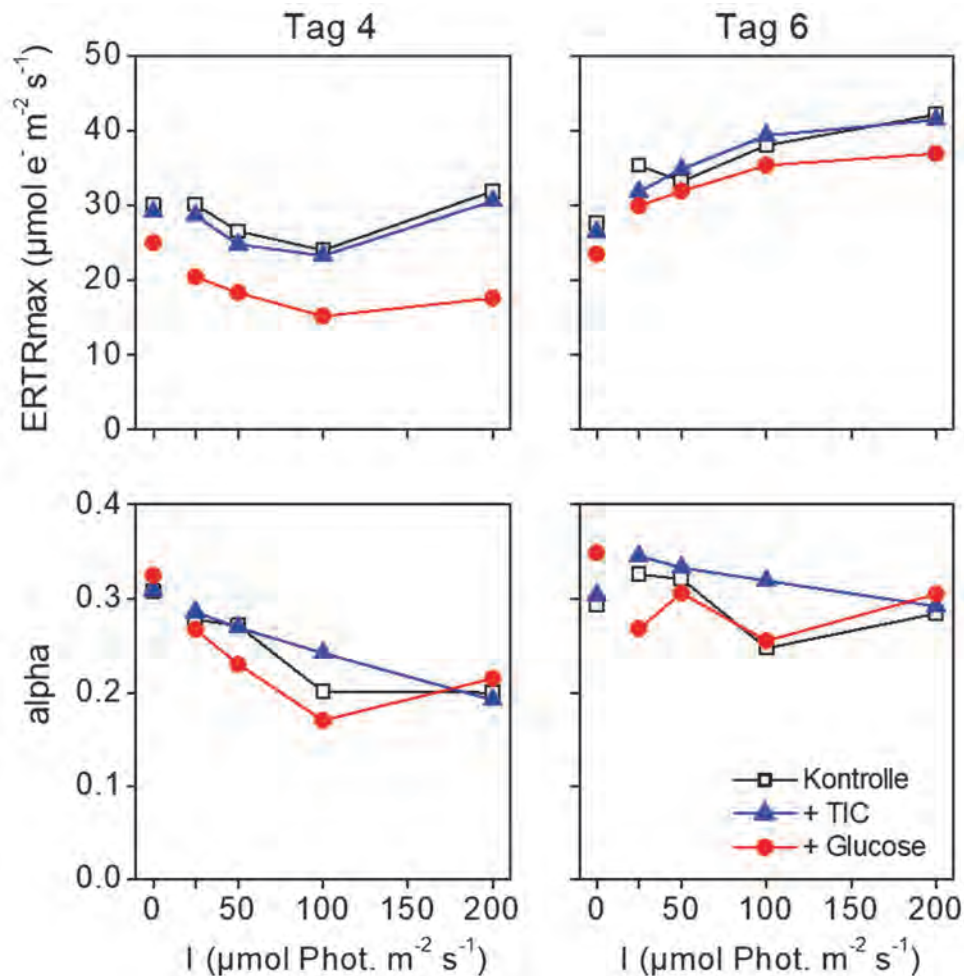 Tag 4
Tag 6
ERTRmax (µmol e⁻ m⁻² s⁻¹)
50
40
30
20
10
0
alpha
0.4
0.3
0.2
0.1
0.0
Kontrolle
+ TIC
+ Glucose
0 50 100 150 200
0 50 100 150 200
I (µmol Phot. m⁻² s⁻¹)
I (µmol Phot. m⁻² s⁻¹)